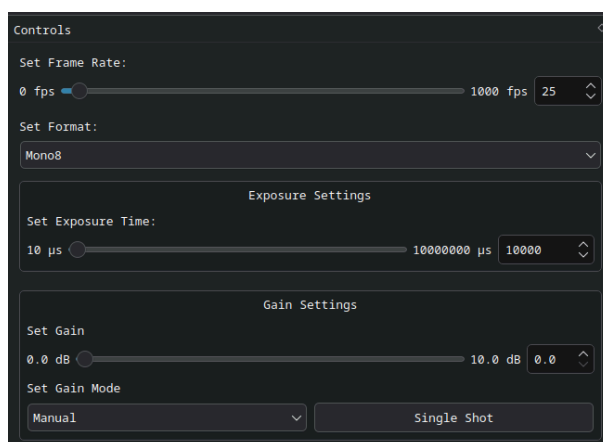 Controls
Set Frame Rate:
0 fps 1000 fps 25
Set Format:
Mono8
Exposure Settings
Set Exposure Time:
10 μs 10000000 μs 10000
Gain Settings
Set Gain
0.0 dB 10.0 dB 0.0
Set Gain Mode
Manual Single Shot